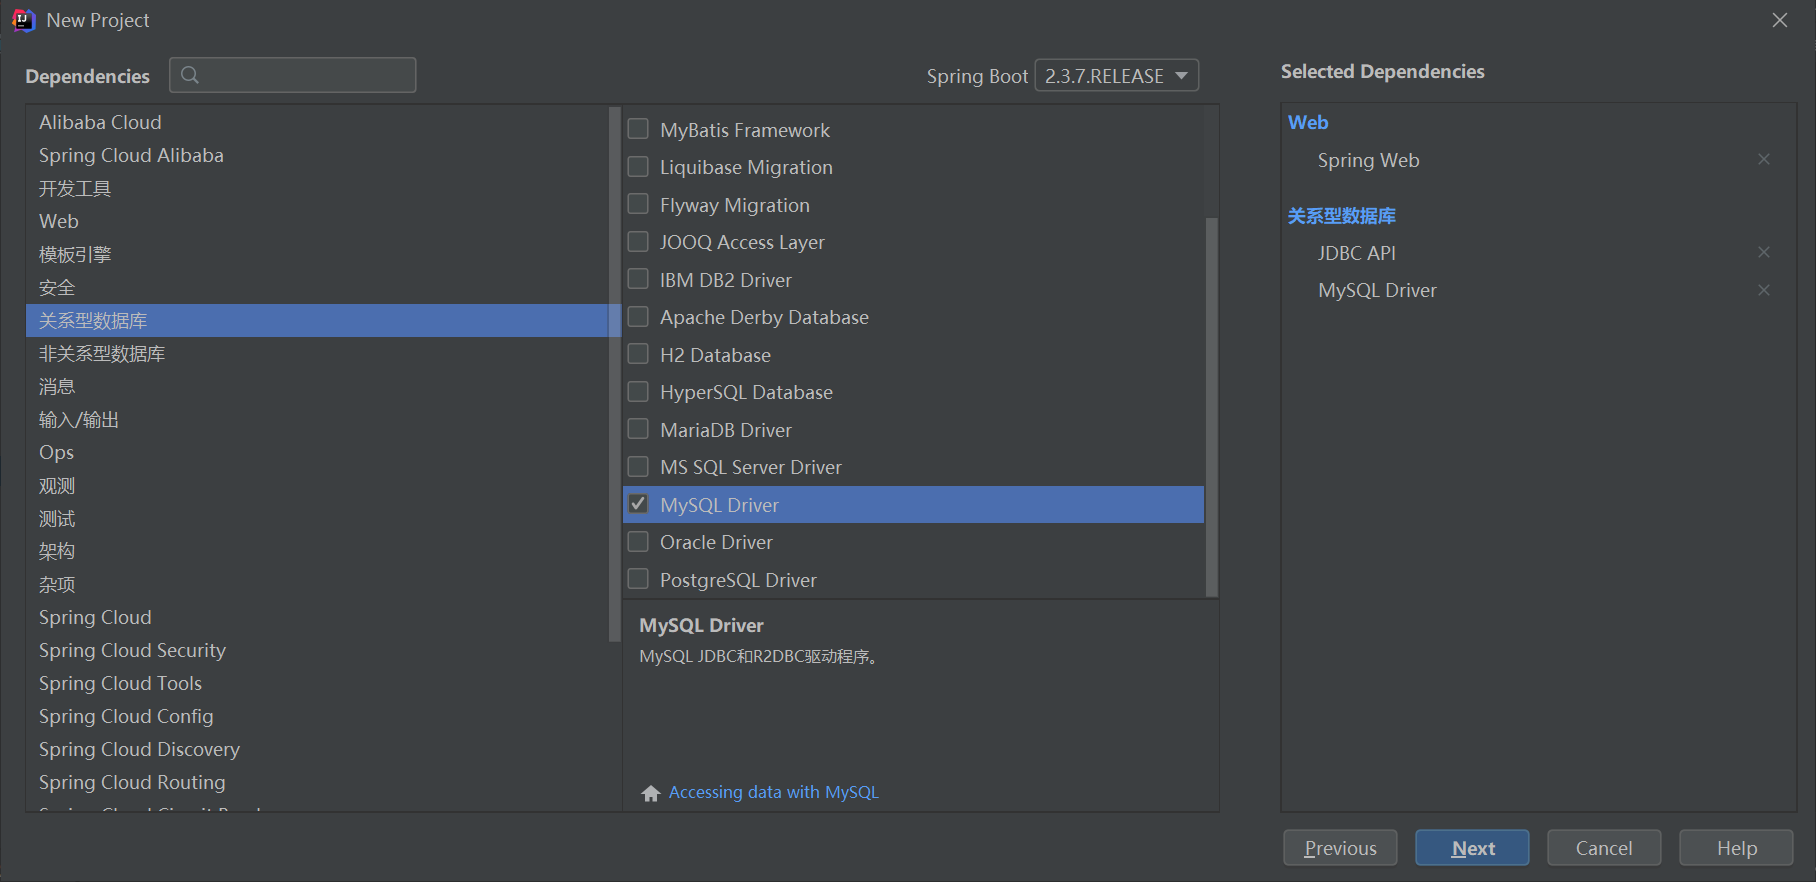 New Project
Dependencies
Spring Boot 2.3.7.RELEASE
Alibaba Cloud
Spring Cloud Alibaba
开发工具
Web
模板引擎
安全
关系型数据库
非关系型数据库
消息
输入/输出
Ops
观测
测试
架构
杂项
Spring Cloud
Spring Cloud Security
Spring Cloud Tools
Spring Cloud Config
Spring Cloud Discovery
Spring Cloud Routing
MyBatis Framework
Liquibase Migration
Flyway Migration
JOOQ Access Layer
IBM DB2 Driver
Apache Derby Database
H2 Database
HyperSQL Database
MariaDB Driver
MS SQL Server Driver
MySQL Driver
Oracle Driver
PostgreSQL Driver
MySQL Driver
MySQL JDBC和R2DBC驱动程序。
Accessing data with MySQL
Selected Dependencies
Web
Spring Web
关系型数据库
JDBC API
MySQL Driver
Previous
Next
Cancel
Help